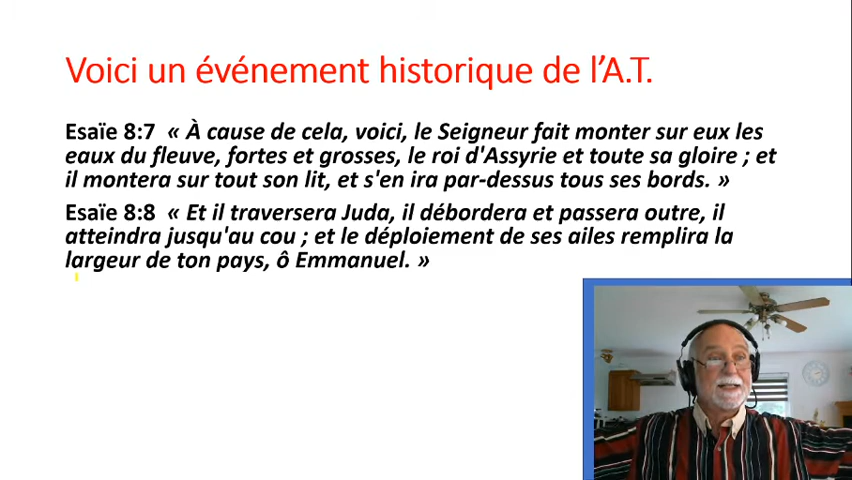 Voici un événement historique de l’A.T.
Esaïe 8:7 « À cause de cela, voici, le Seigneur fait monter sur eux les
eaux du fleuve, fortes et grosses, le roi d'Assyrie et toute sa gloire ; et
il montera sur tout son lit, et s'en ira par-dessus tous ses bords. »
Esaïe 8:8 « Et il traversera Juda, il débordera et passera outre, il
atteindra jusqu'au cou ; et le déploiement de ses ailes remplira la
largeur de ton pays, ô Emmanuel. »